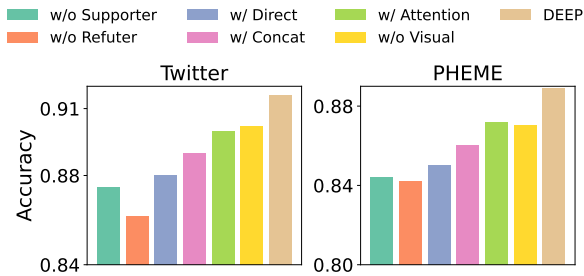 w/o Supporter w/ Direct w/ Attention DEEP
w/o Refuter w/ Concat w/o Visual
Twitter PHEME
Accuracy
0.91
0.88
0.84
0.88
0.84
0.80